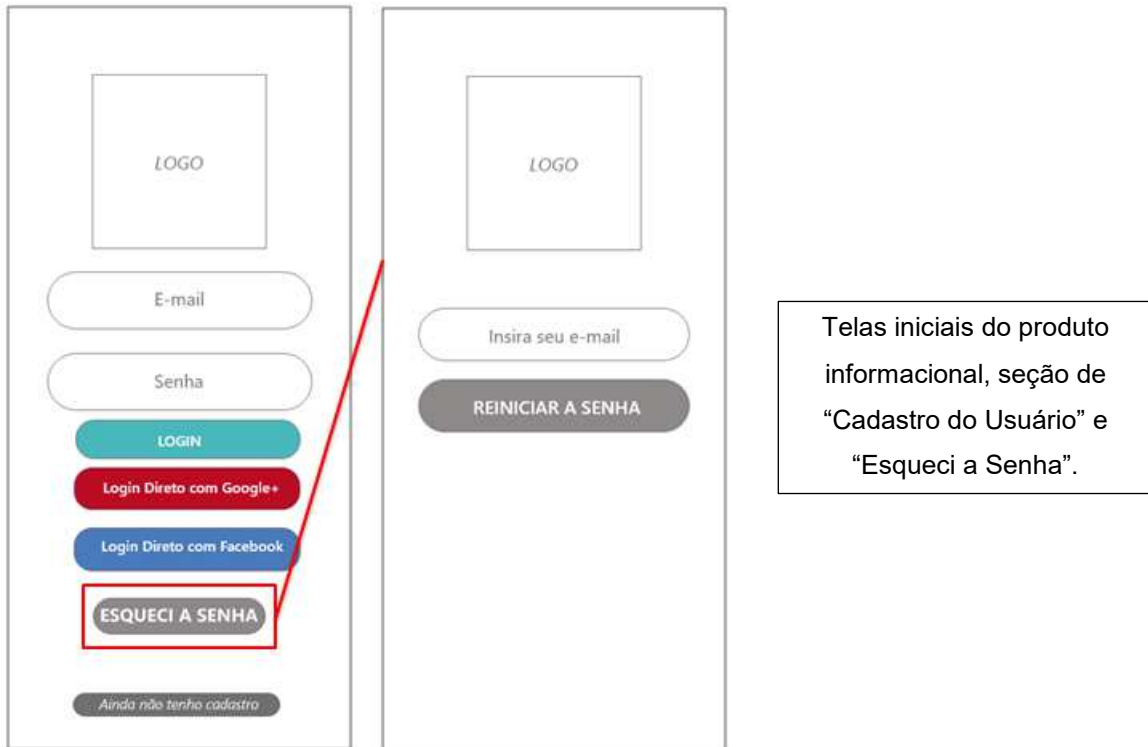 LOGO
E-mail
Senha
LOGIN
Login Direto com Google+
Login Direto com Facebook
ESQUECI A SENHA
Ainda não tenho cadastro
LOGO
Insira seu e-mail
REINICIAR A SENHA
Telas iniciais do produto
informacional, seção de
“Cadastro do Usuário” e
“Esqueci a Senha”.